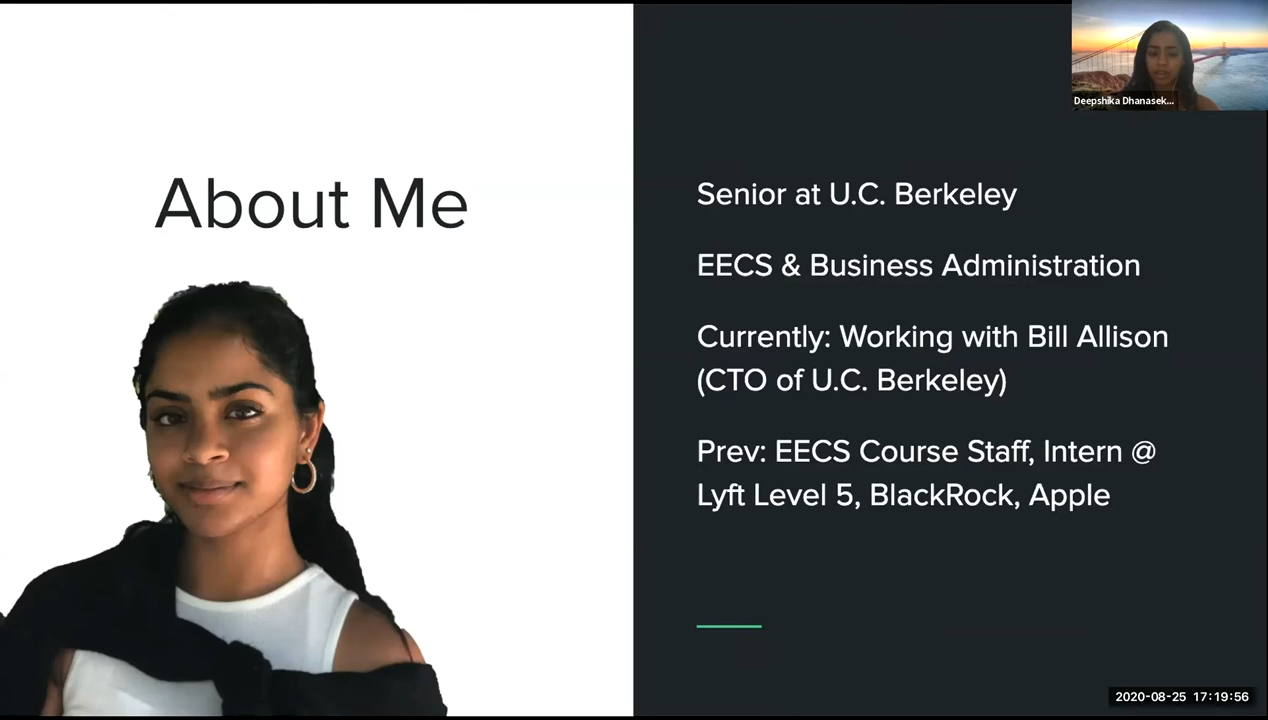 Deepshika Dhanasek...
About Me
Senior at U.C. Berkeley
EECS & Business Administration
Currently: Working with Bill Allison
(CTO of U.C. Berkeley)
Prev: EECS Course Staff, Intern @
Lyft Level 5, BlackRock, Apple
2020-08-25 17:19:56